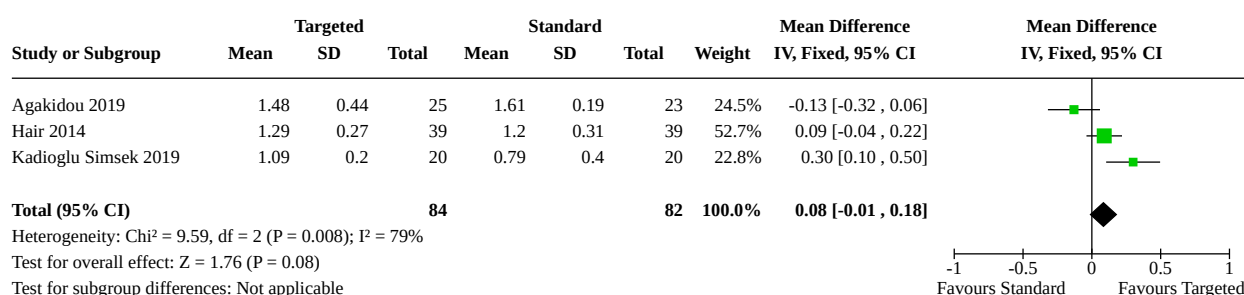 Targeted Standard Mean Difference Mean Difference
Study or Subgroup Mean SD Total Mean SD Total Weight IV, Fixed, 95% CI IV, Fixed, 95% CI
Agakidou 2019 1.48 0.44 25 1.61 0.19 23 24.5% -0.13 [-0.32 , 0.06]
Hair 2014 1.29 0.27 39 1.2 0.31 39 52.7% 0.09 [-0.04 , 0.22]
Kadioglu Simsek 2019 1.09 0.2 20 0.79 0.4 20 22.8% 0.30 [0.10 , 0.50]
Total (95% CI) 84 82 100.0% 0.08 [-0.01 , 0.18]
Heterogeneity: Chi² = 9.59, df = 2 (P = 0.008); I² = 79%
Test for overall effect: Z = 1.76 (P = 0.08)
-1 -0.5 0 0.5 1
Test for subgroup differences: Not applicable Favours Standard Favours Targeted